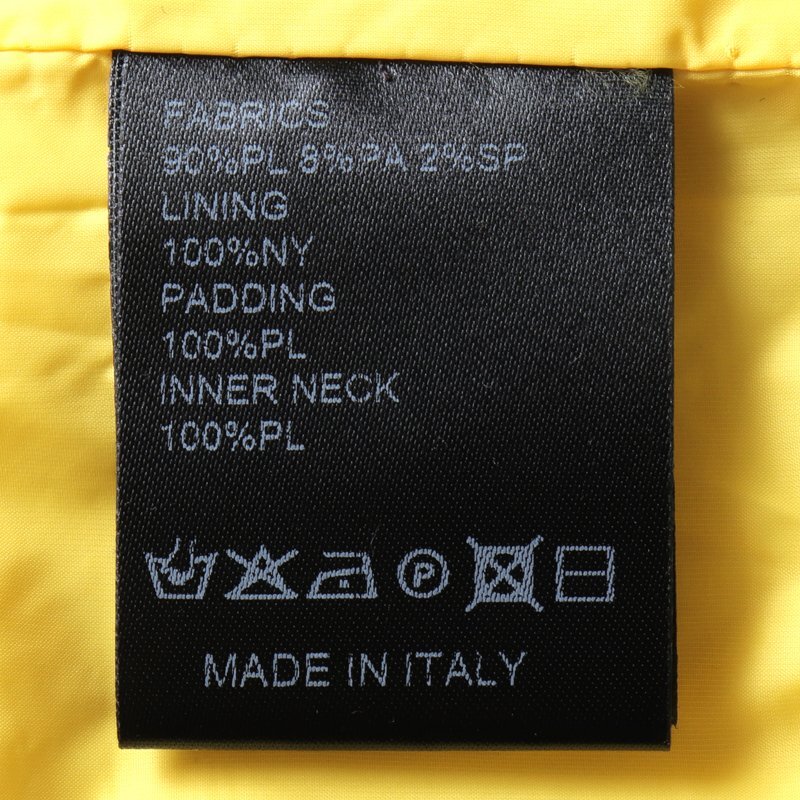 FABRICS
90%PL 8%PA 2%SP
LINING
100%NY
PADDING
100%PL
INNER NECK
100%PL
P
MADE IN ITALY